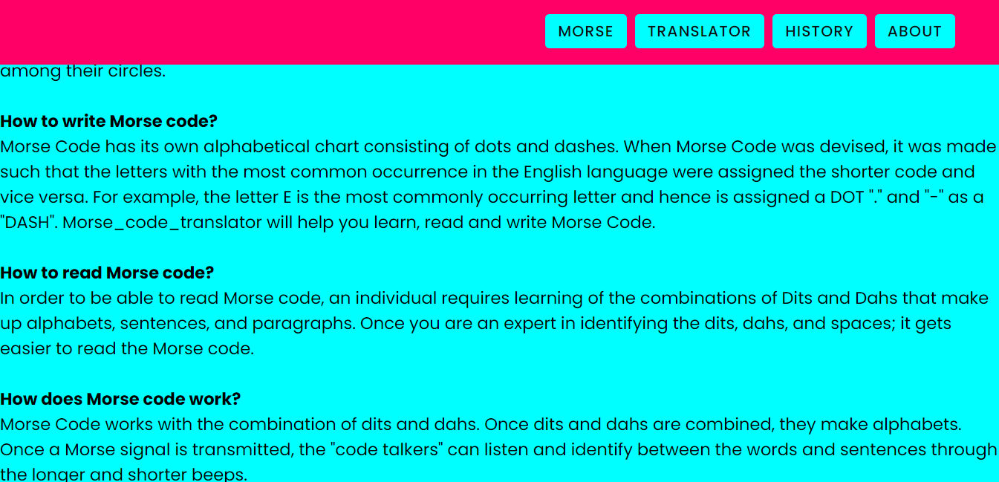 MORSE TRANSLATOR HISTORY ABOUT
among their circles.
How to write Morse code?
Morse Code has its own alphabetical chart consisting of dots and dashes. When Morse Code was devised, it was made
such that the letters with the most common occurrence in the English language were assigned the shorter code and
vice versa. For example, the letter E is the most commonly occurring letter and hence is assigned a DOT "." and "-" as a
"DASH". Morse_code_translator will help you learn, read and write Morse Code.
How to read Morse code?
In order to be able to read Morse code, an individual requires learning of the combinations of Dits and Dahs that make
up alphabets, sentences, and paragraphs. Once you are an expert in identifying the dits, dahs, and spaces; it gets
easier to read the Morse code.
How does Morse code work?
Morse Code works with the combination of dits and dahs. Once dits and dahs are combined, they make alphabets.
Once a Morse signal is transmitted, the "code talkers" can listen and identify between the words and sentences through
the longer and shorter beeps.